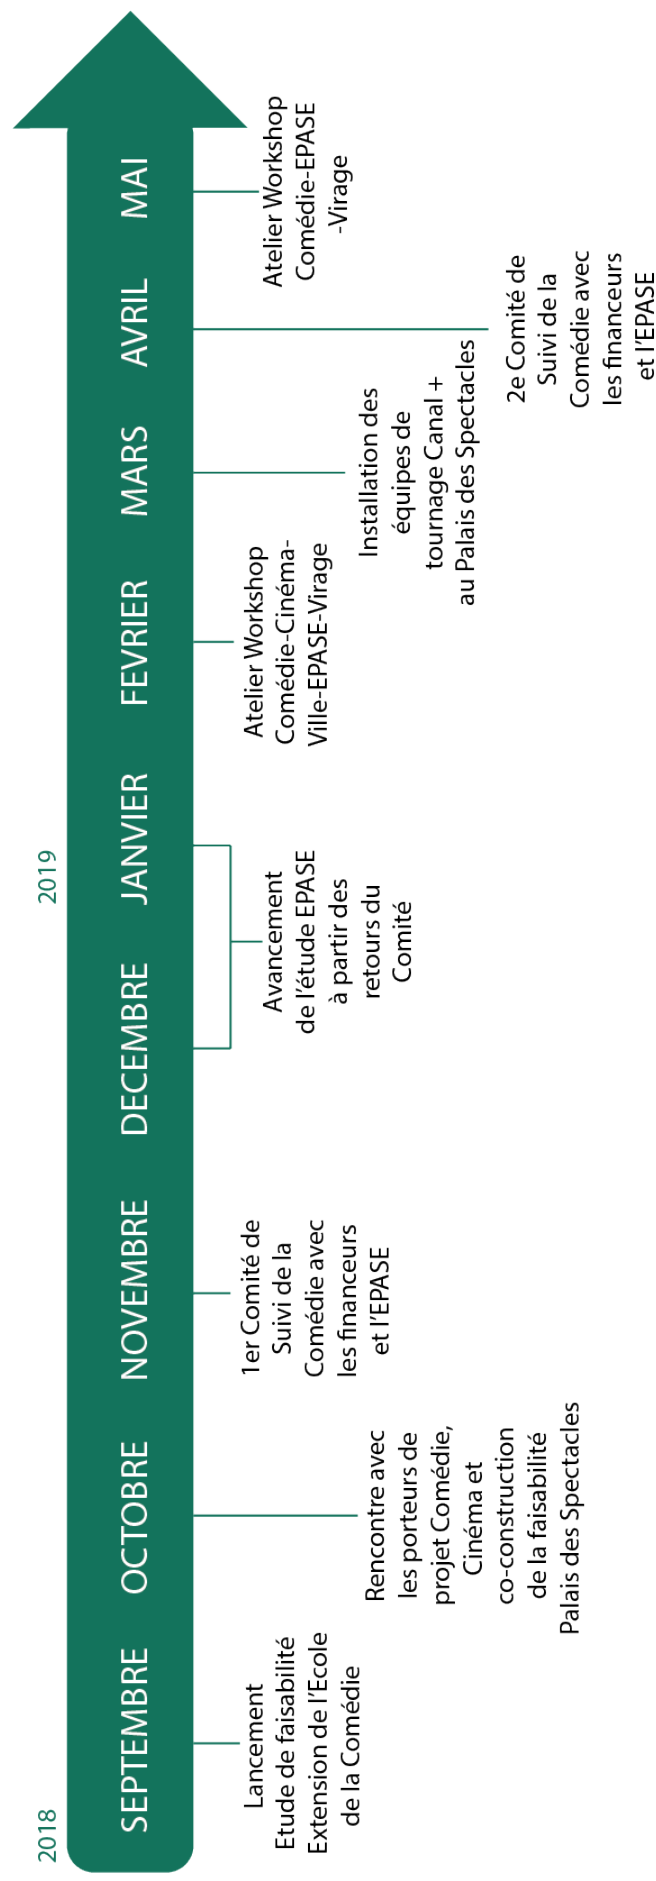 2018
2019
SEPTEMBRE
OCTOBRE
NOVEMBRE
DECEMBRE
JANVIER
FEVRIER
MARS
AVRIL
MAI
Lancement
Etude de faisabilité
Extension de l'Ecole
de la Comédie
Rencontre avec
les porteurs de
projet Comédie,
Cinéma et
co-construction
de la faisabilité
Palais des Spectacles
1er Comité de
Suivi de la
Comédie avec
les financeurs
et l'EPASE
Avancement
de l'étude EPASE
à partir des
retours du
Comité
Atelier Workshop
Comédie-Cinéma-
Ville-EPASE-Virage
Installation des
équipes de
tournage Canal +
au Palais des Spectacles
2e Comité de
Suivi de la
Comédie avec
les financeurs
et l'EPASE
Atelier Workshop
Comédie-EPASE
-Virage